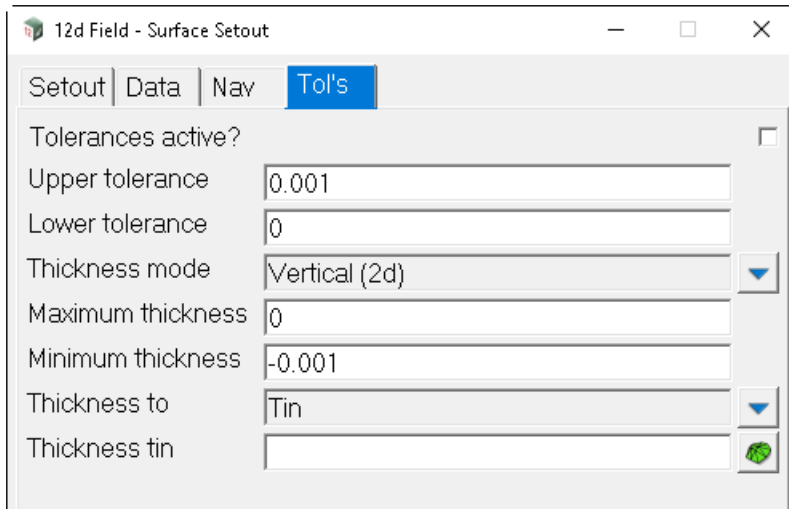 12d Field - Surface Setout
Setout Data Nav Tol's
Tolerances active?
Upper tolerance 0.001
Lower tolerance 0
Thickness mode Vertical (2d)
Maximum thickness 0
Minimum thickness -0.001
Thickness to Tin
Thickness tin